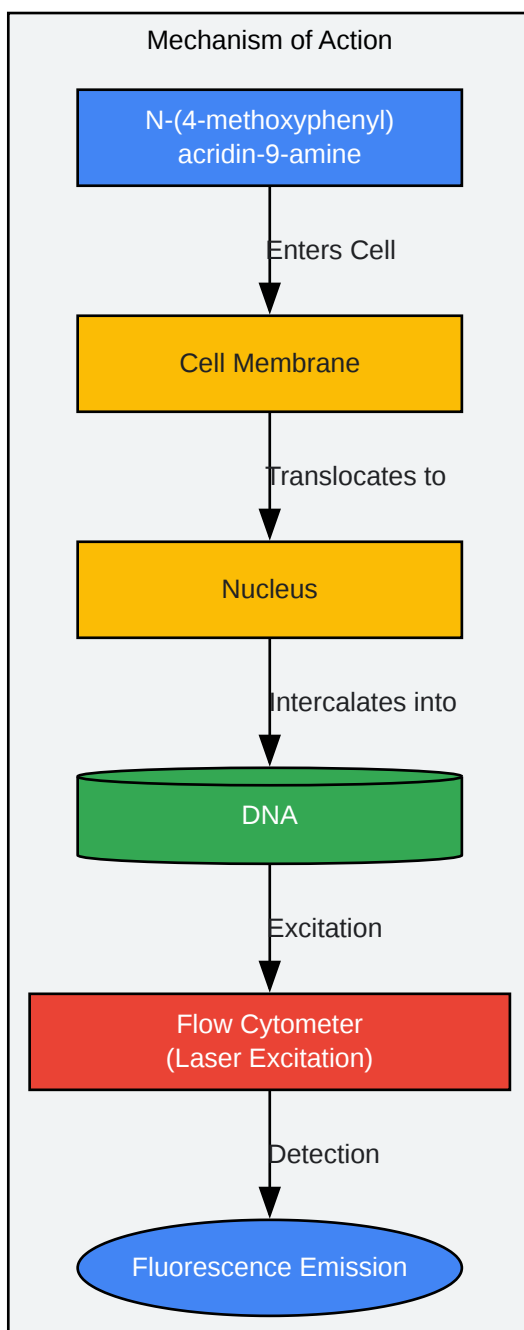 Mechanism of Action
N-(4-methoxyphenyl)
acridin-9-amine
Enters Cell
Cell Membrane
Translocates to
Nucleus
Intercalates into
DNA
Excitation
Flow Cytometer
(Laser Excitation)
Detection
Fluorescence Emission